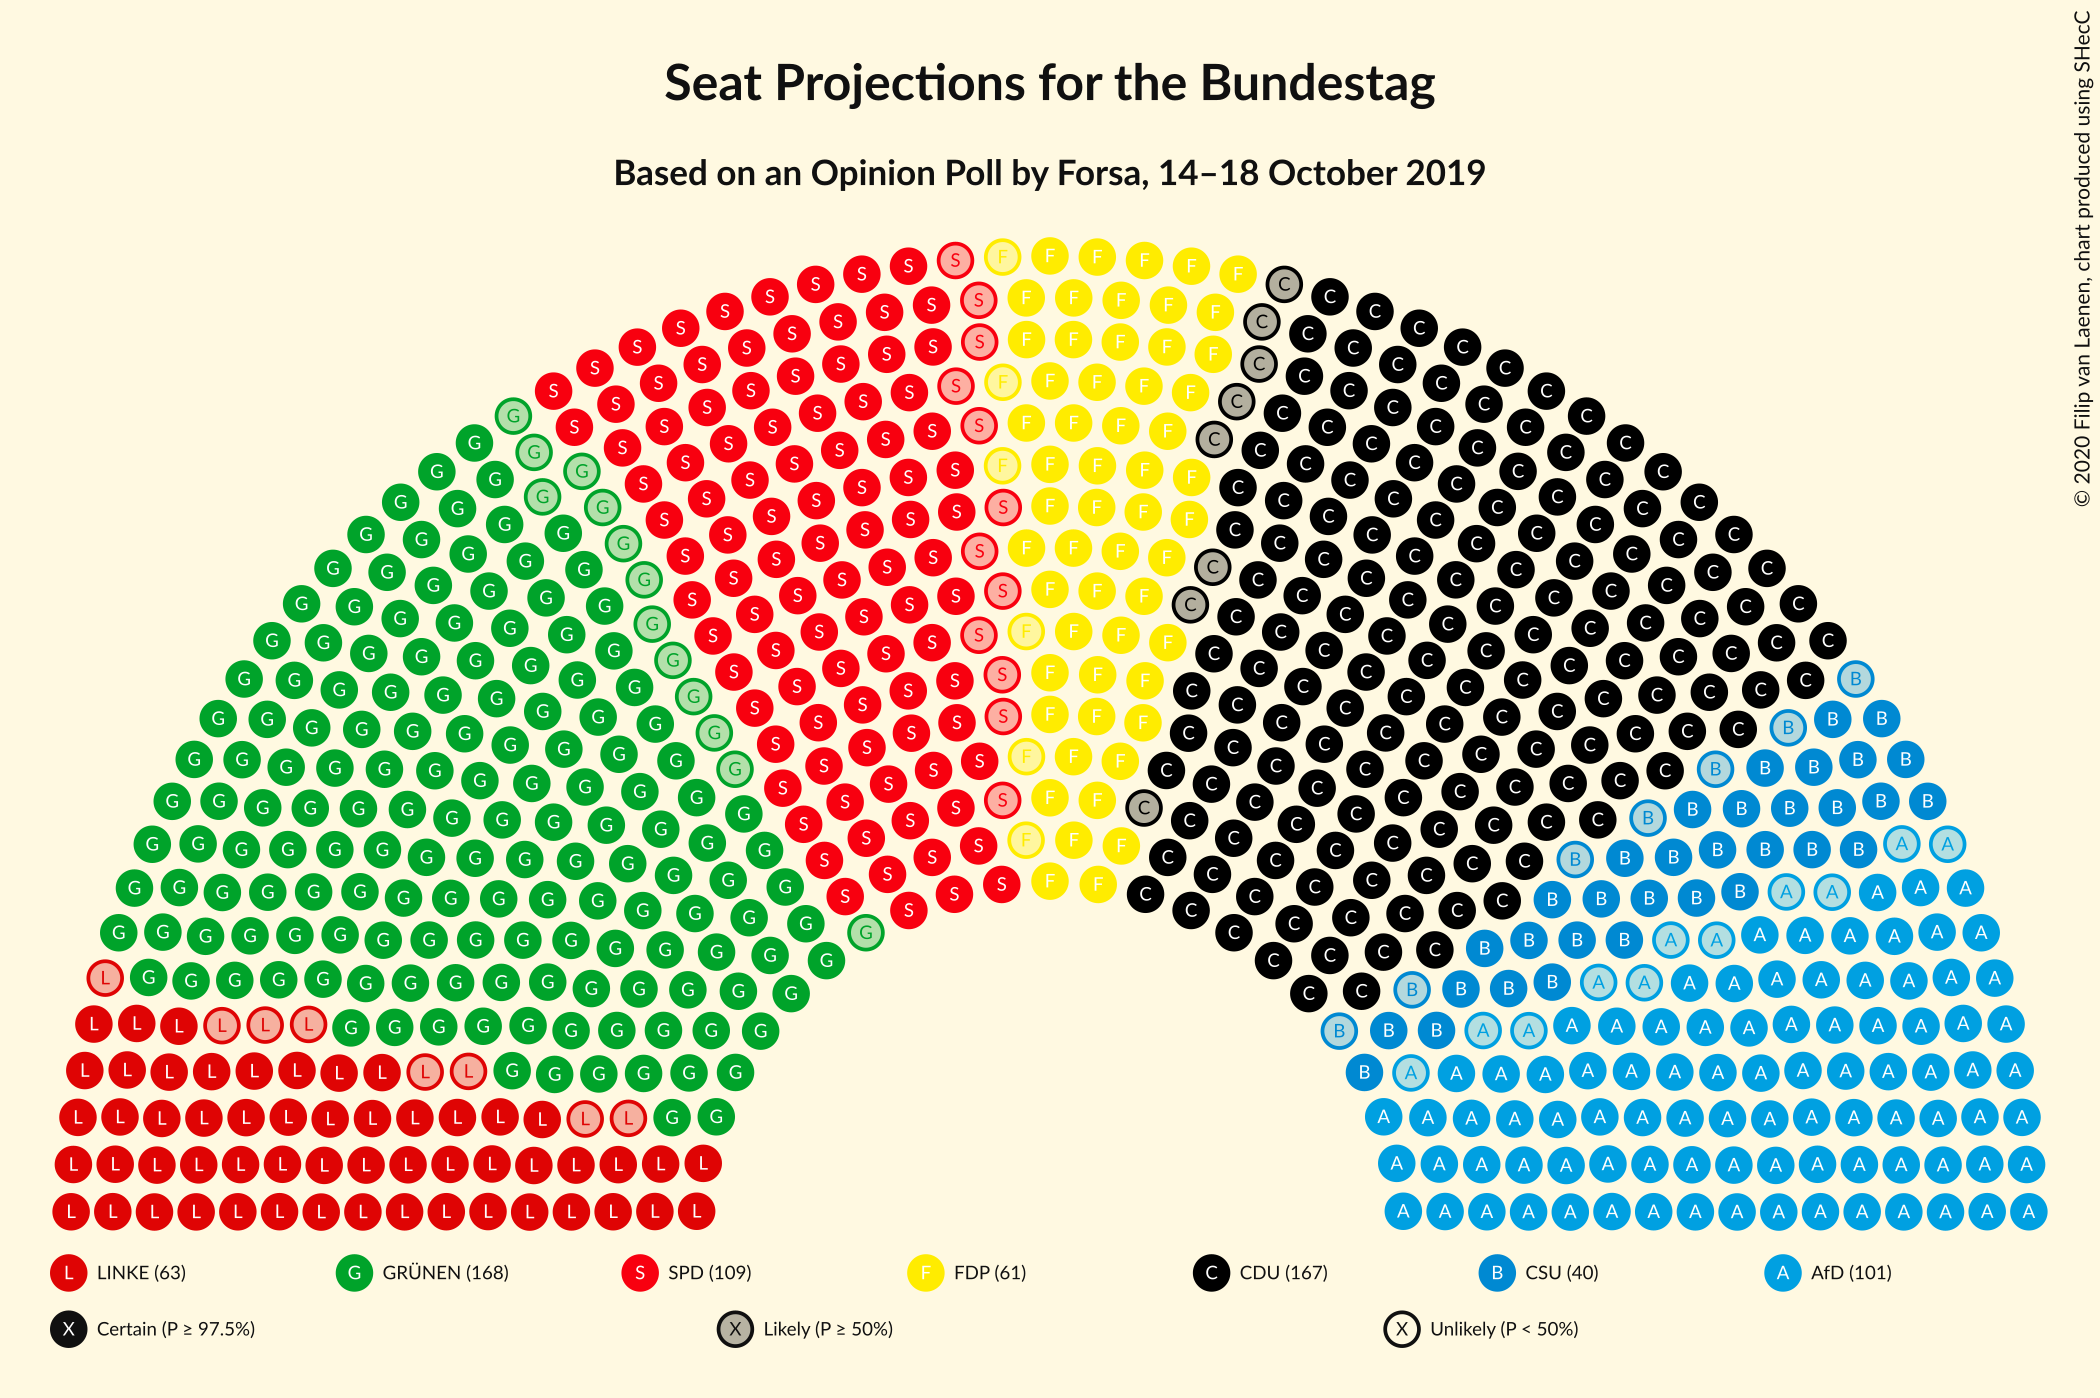 Seat Projections for the Bundestag
Based on an Opinion Poll by Forsa, 14–18 October 2019
© 2020 Filip van Laenen, chart produced using SHecC
L LINKE (63) G GRÜNEN (168) S SPD (109) F FDP (61) C CDU (167) B CSU (40) A AfD (101)
X Certain (P ≥ 97.5%) X Likely (P ≥ 50%) X Unlikely (P < 50%)